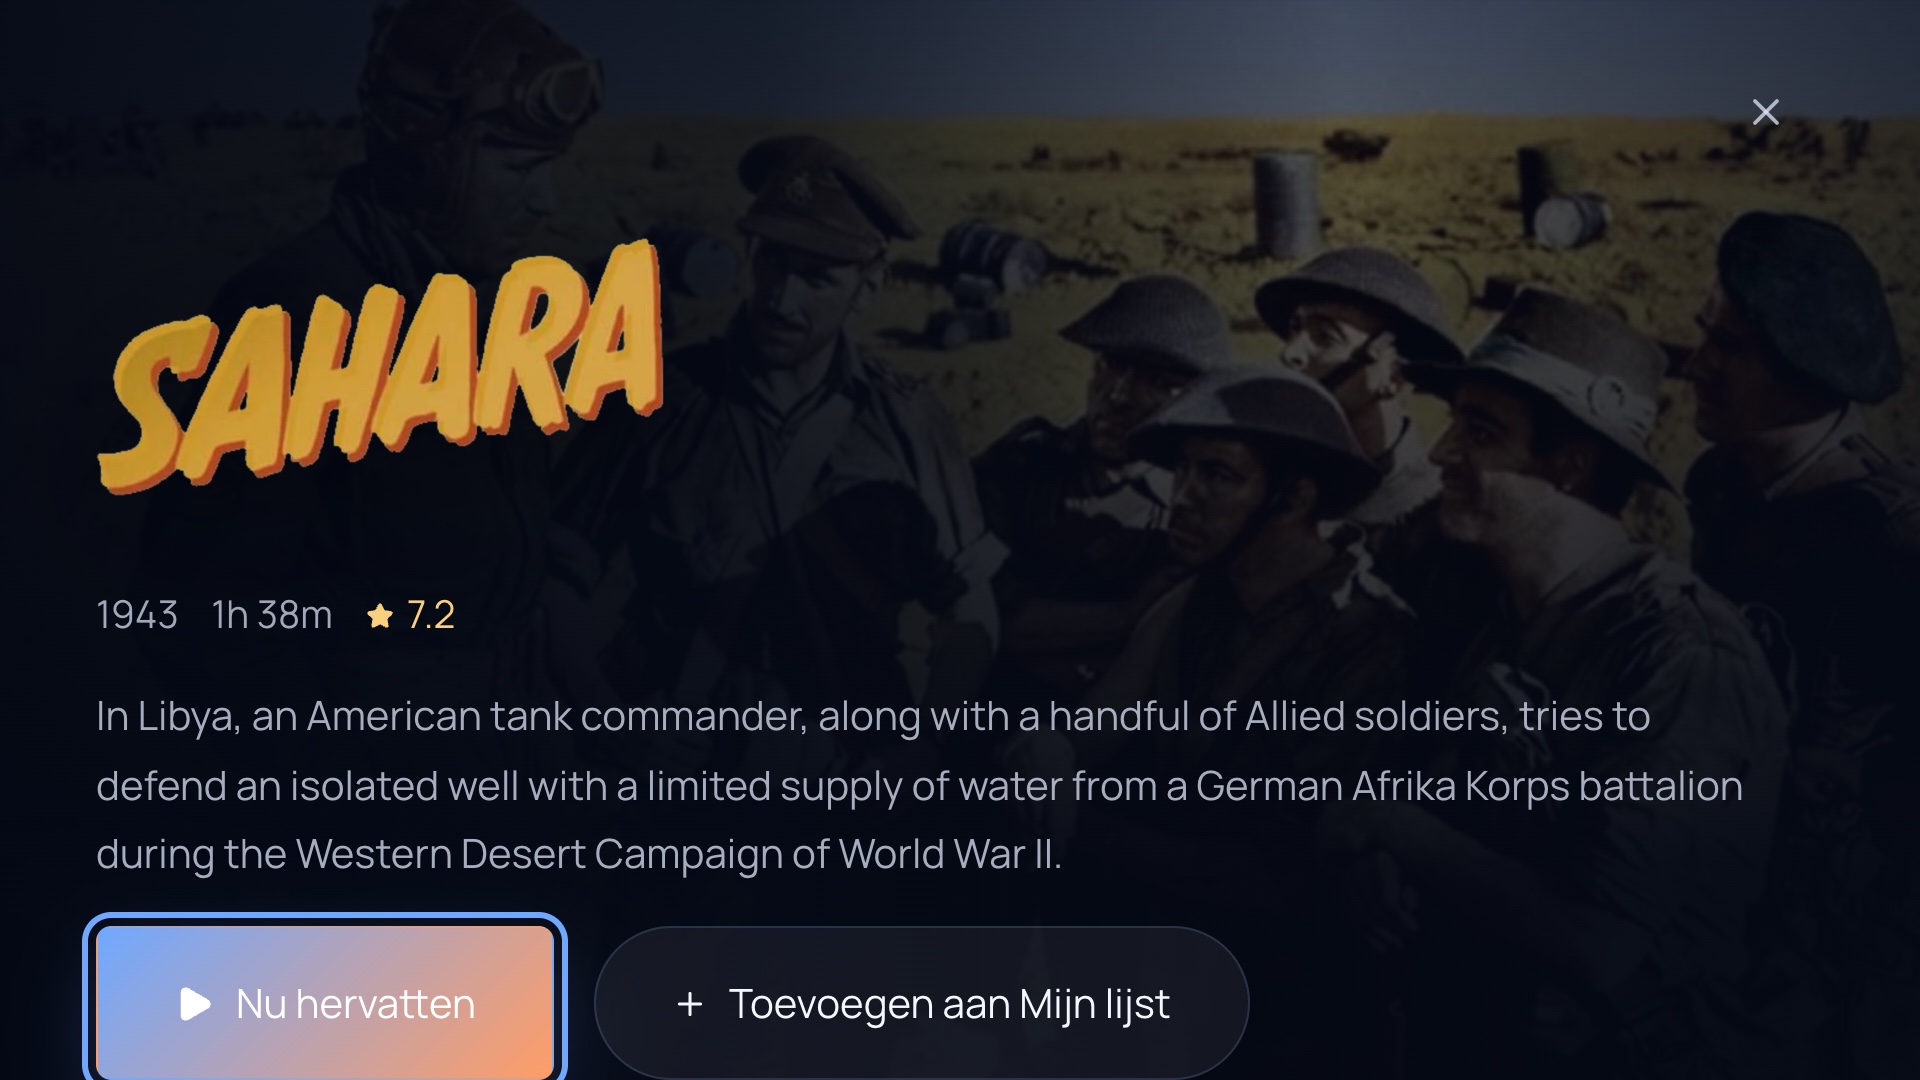 SAHARA
1943 1h 38m 7.2
In Libya, an American tank commander, along with a handful of Allied soldiers, tries to
defend an isolated well with a limited supply of water from a German Afrika Korps battalion
during the Western Desert Campaign of World War II.
Nu hervatten
Toevoegen aan Mijn lijst